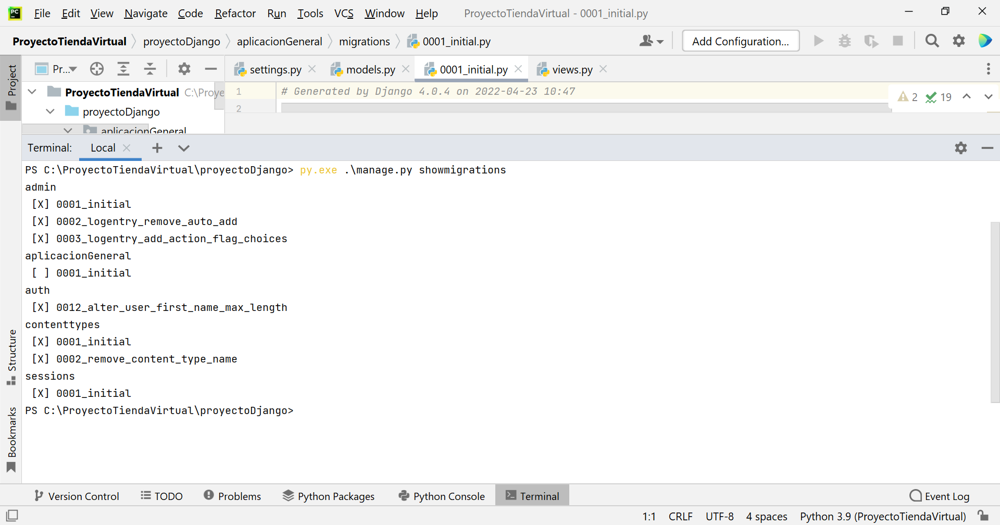 PC
File Edit View Navigate Code Refactor Run Tools VCS Window Help ProyectoTiendaVirtual - 0001_initial.py
ProyectoTiendaVirtual proyectoDjango aplicacionGeneral migrations 0001_initial.py Add Configuration...
Project
Pr... settings.py models.py 0001_initial.py views.py
ProyectoTiendaVirtual C:\Proye
1 # Generated by Django 4.0.4 on 2022-04-23 10:47 2 19
2
proyectoDjango
aplicacionGeneral
Terminal: Local
PS C:\ProyectoTiendaVirtual\proyectoDjango> py.exe .\manage.py showmigrations
admin
[X] 0001_initial
[X] 0002_logentry_remove_auto_add
[X] 0003_logentry_add_action_flag_choices
aplicacionGeneral
[ ] 0001_initial
auth
[X] 0012_alter_user_first_name_max_length
contenttypes
[X] 0001_initial
[X] 0002_remove_content_type_name
sessions
[X] 0001_initial
PS C:\ProyectoTiendaVirtual\proyectoDjango>
Structure
Bookmarks
Version Control TODO Problems Python Packages Python Console Terminal Event Log
1:1 CRLF UTF-8 4 spaces Python 3.9 (ProyectoTiendaVirtual)